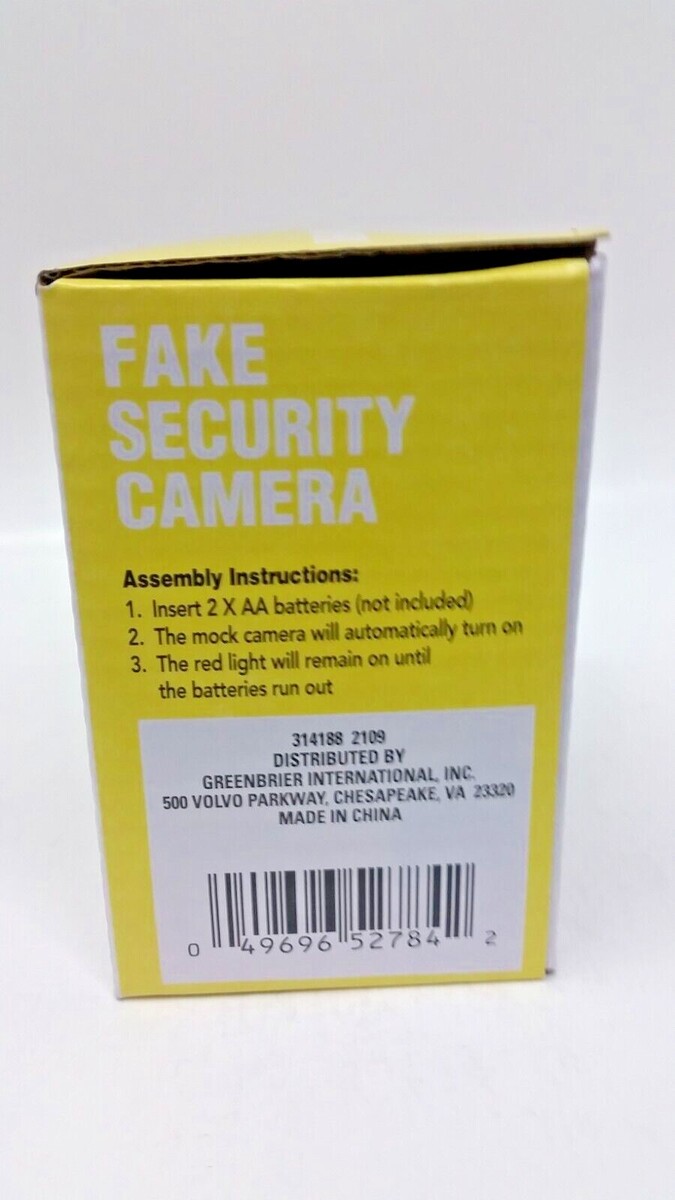 FAKE
SECURITY
CAMERA
Assembly Instructions:
1. Insert 2 X AA batteries (not included)
2. The mock camera will automatically turn on
3. The red light will remain on until
the batteries run out
314188 2109
DISTRIBUTED BY
GREENBRIER INTERNATIONAL, INC.
500 VOLVO PARKWAY, CHESAPEAKE, VA 23320
MADE IN CHINA
0 49696 52784 2